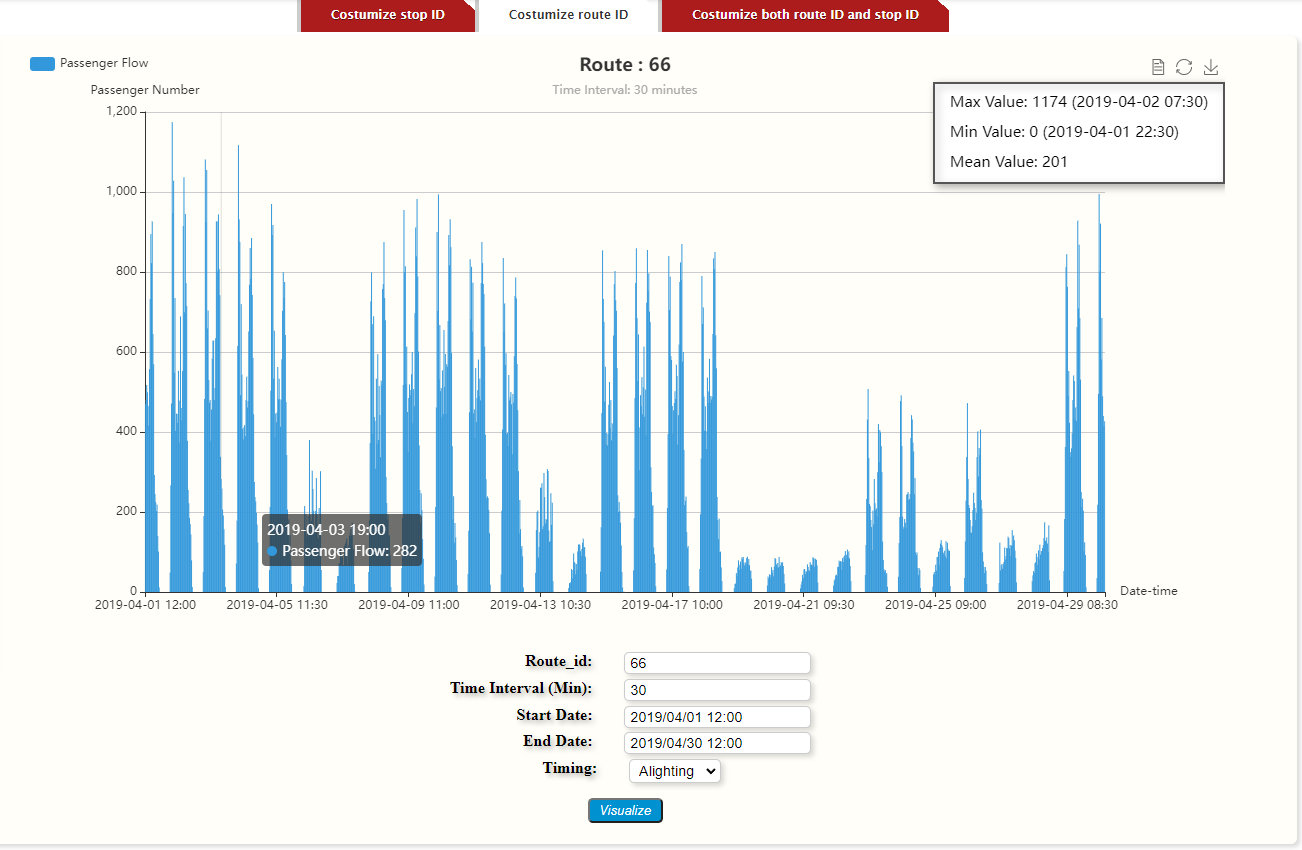 Costumize stop ID
Costumize route ID
Costumize both route ID and stop ID
Passenger Flow
Route : 66
Time Interval: 30 minutes
Passenger Number
Max Value: 1174 (2019-04-02 07:30)
Min Value: 0 (2019-04-01 22:30)
Mean Value: 201
1,200
1,000
800
600
400
200
0
2019-04-03 19:00
Passenger Flow: 282
Date-time
2019-04-01 12:00
2019-04-05 11:30
2019-04-09 11:00
2019-04-13 10:30
2019-04-17 10:00
2019-04-21 09:30
2019-04-25 09:00
2019-04-29 08:30
Route_id: 66
Time Interval (Min): 30
Start Date: 2019/04/01 12:00
End Date: 2019/04/30 12:00
Timing: Alighting
Visualize